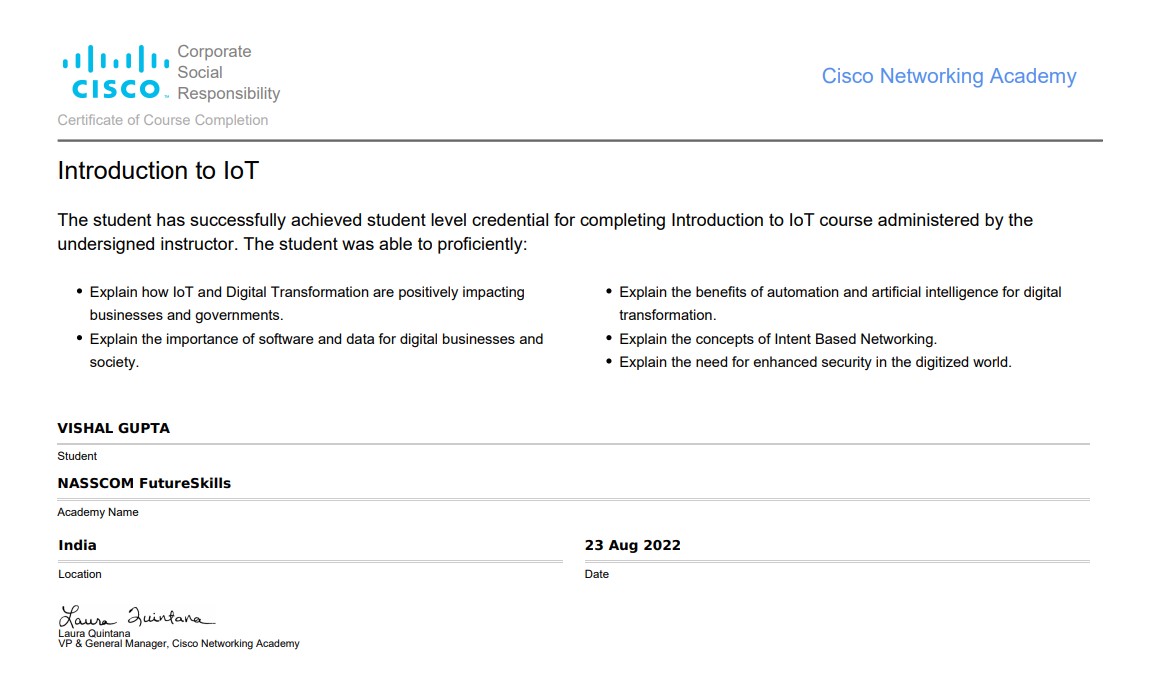 Corporate
Social
Responsibility
CISCO™
Cisco Networking Academy
Certificate of Course Completion
Introduction to IoT
The student has successfully achieved student level credential for completing Introduction to IoT course administered by the
undersigned instructor. The student was able to proficiently:
• Explain how IoT and Digital Transformation are positively impacting
businesses and governments.
• Explain the importance of software and data for digital businesses and
society.
• Explain the benefits of automation and artificial intelligence for digital
transformation.
• Explain the concepts of Intent Based Networking.
• Explain the need for enhanced security in the digitized world.
VISHAL GUPTA
Student
NASSCOM FutureSkills
Academy Name
India
Location
23 Aug 2022
Date
Laura Quintana
Laura Quintana
VP & General Manager, Cisco Networking Academy